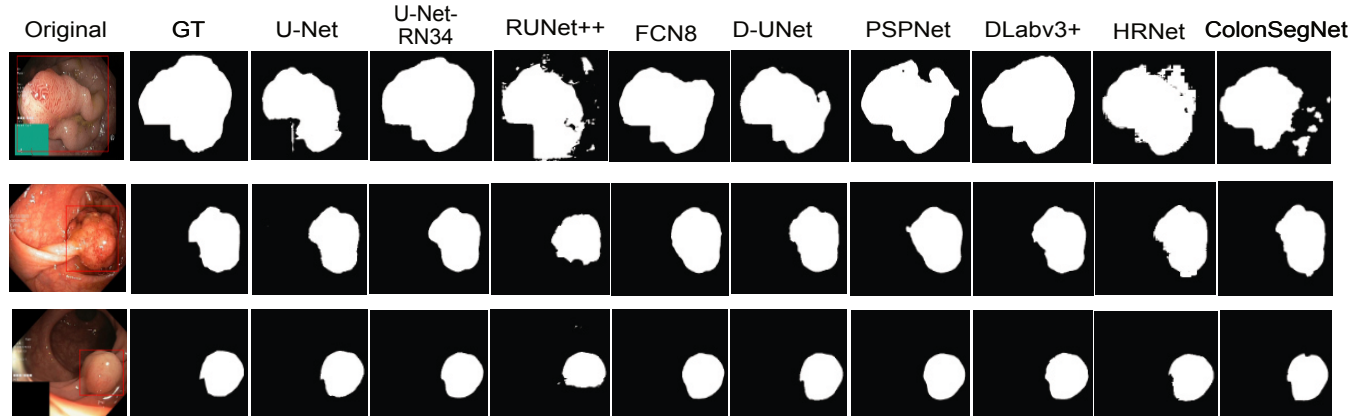 Original
GT
U-Net
U-Net-
RN34
RUNet++
FCN8
D-UNet
PSPNet
DLabv3+
HRNet
ColonSegNet